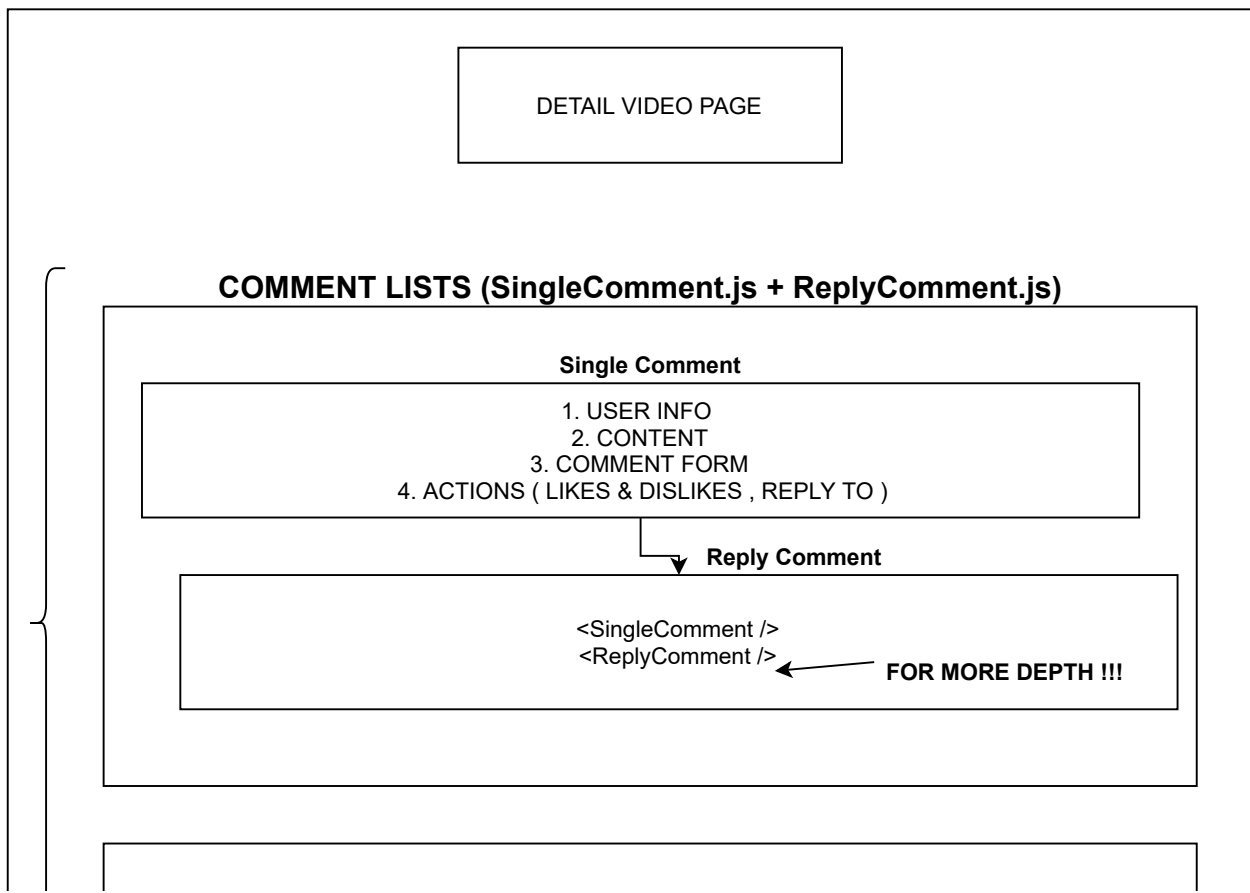 DETAIL VIDEO PAGE
COMMENT LISTS (SingleComment.js + ReplyComment.js)
Single Comment
1. USER INFO
2. CONTENT
3. COMMENT FORM
4. ACTIONS ( LIKES & DISLIKES , REPLY TO )
Reply Comment
<SingleComment />
<ReplyComment />
FOR MORE DEPTH !!!